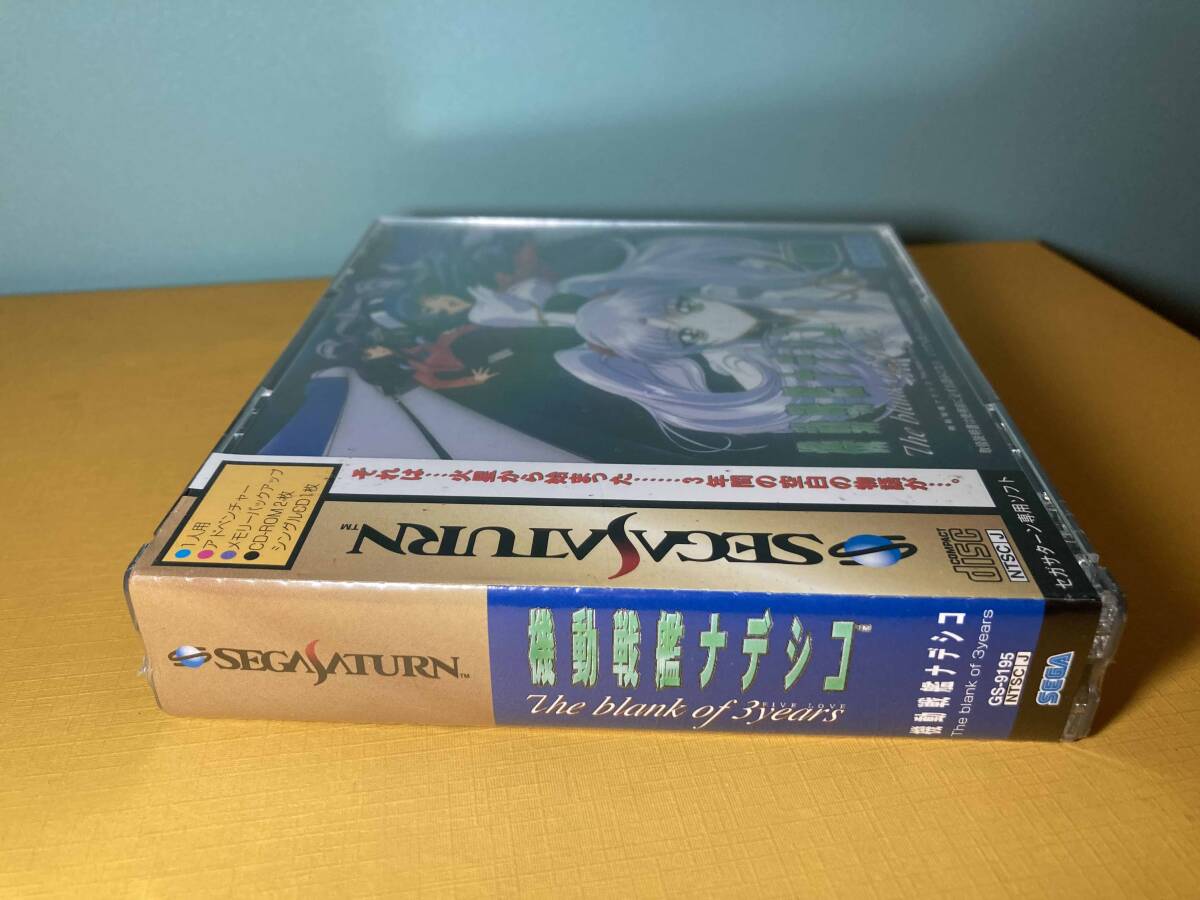 それは…火星から始まった……3年間の空白の物語が…。
1人用
アドベンチャー
メモリーバックアップ
CD-ROM2枚
シングルCD1枚
SEGASATURN™
COMPACT
disc
NTSC J
セガサターン専用ソフト
The blank
SEGASATURN™
機動戦艦ナデシコ
The blank of 3years
FIVE LOVE
機動戦艦ナデシコ
The blank of 3years
GS-9195
NTSC J
SEGA